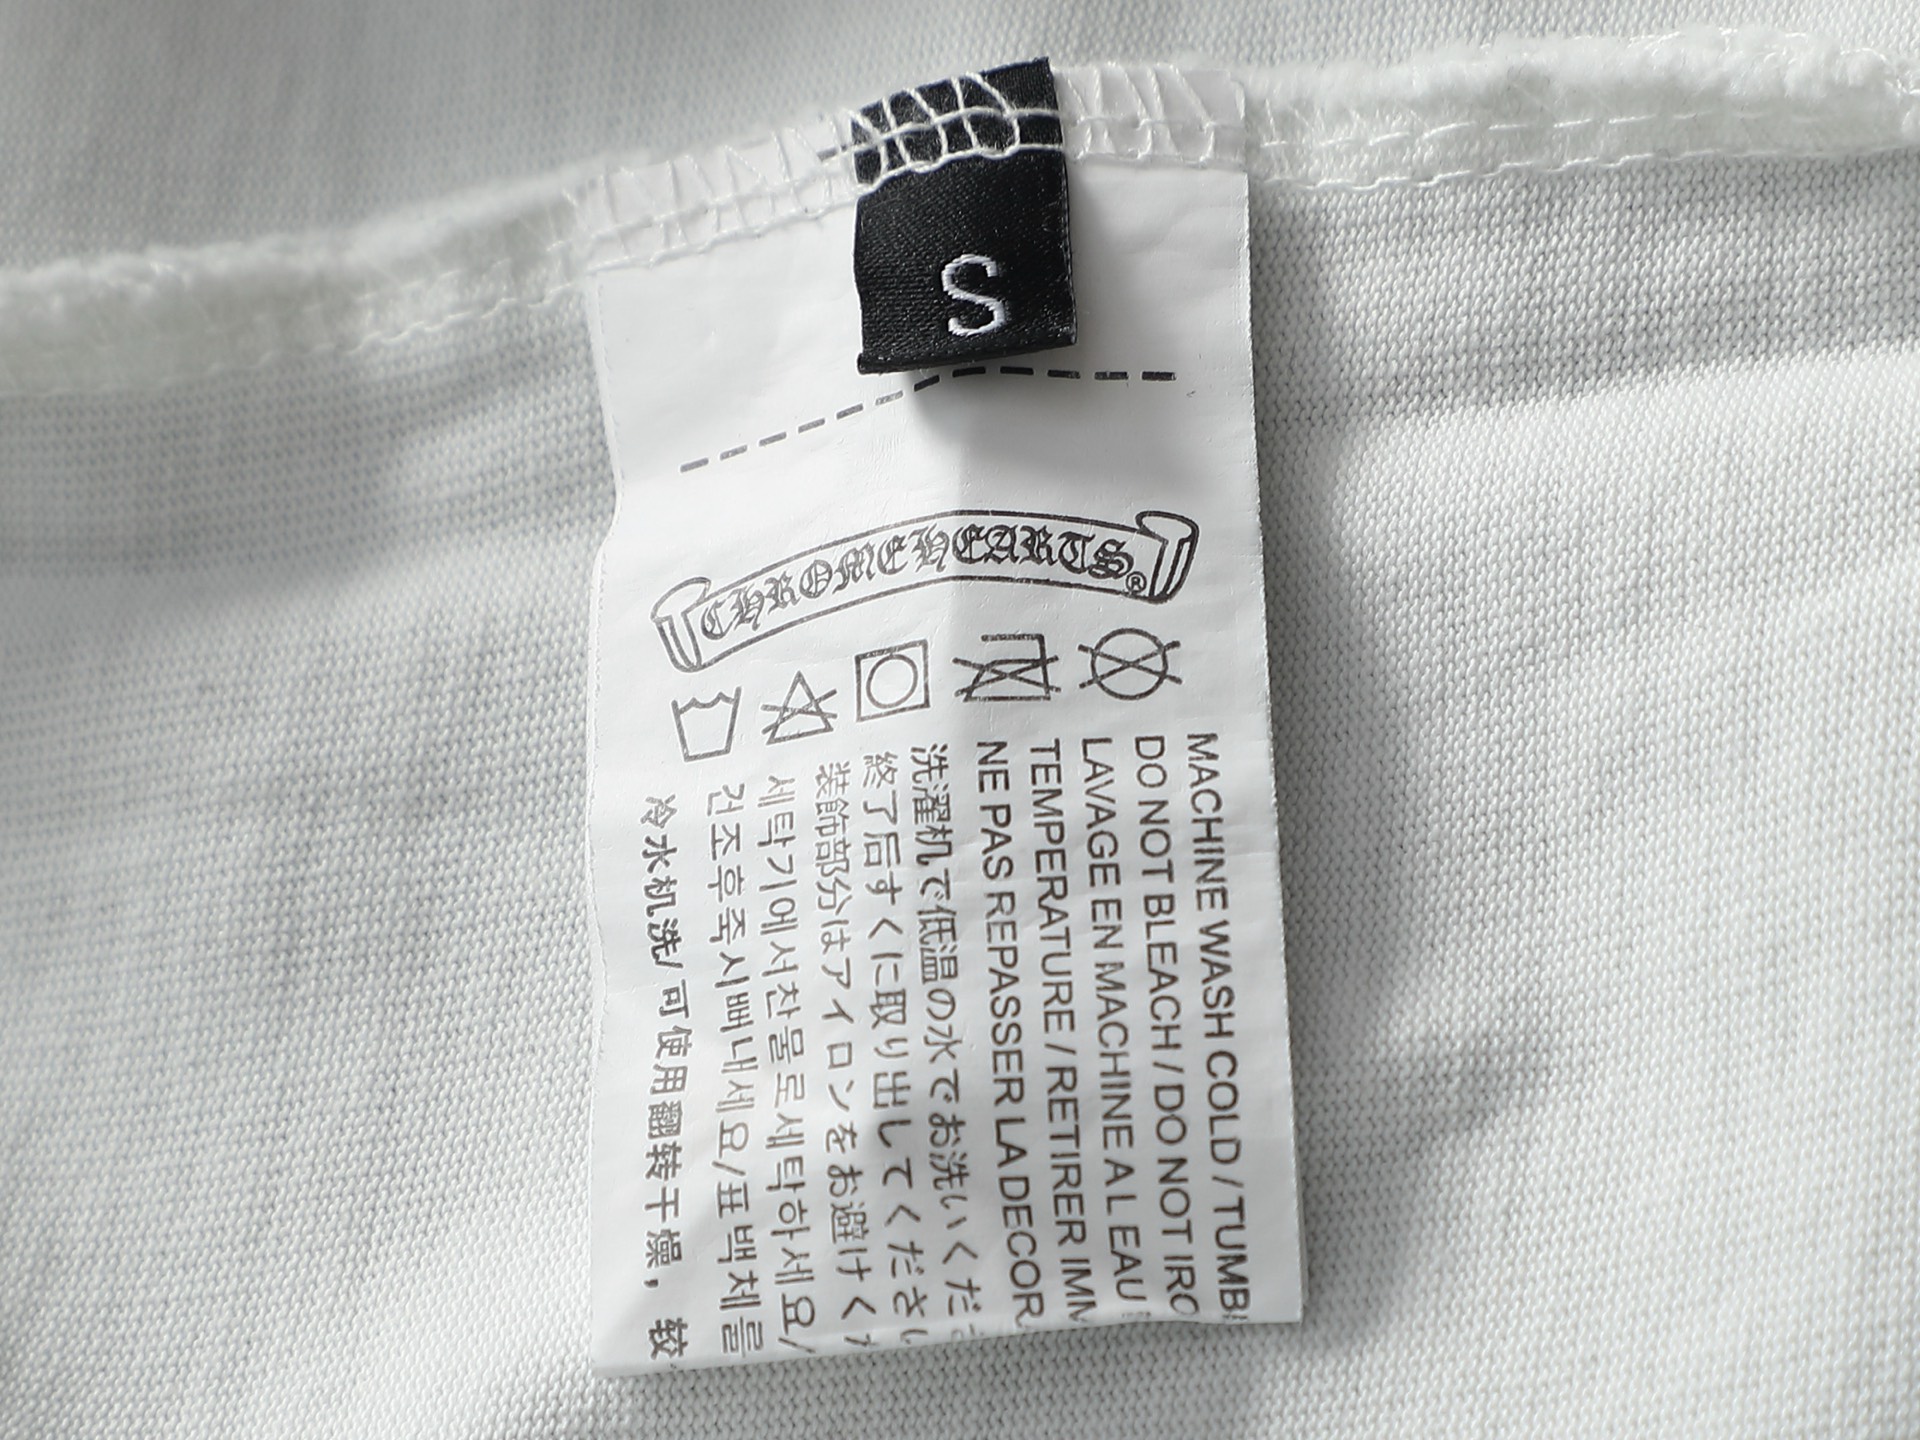 S
CHROME HEARTS®
MACHINE WASH COLD / TUMB
DO NOT BLEACH / DO NOT IRO
LAVAGE EN MACHINE A L EAU
TEMPERATURE / RETIRER IMM
NE PAS REPASSER LA DECOR
洗濯机で低温の水でお洗いくださ
終了后すくに取り出してくださ
装飾部分はアイロンをお避けくだ
세탁기에서찬물로세탁하세요/
건조후즉시빼내세요/표백제를
冷水机洗/可使用翻转干燥，较